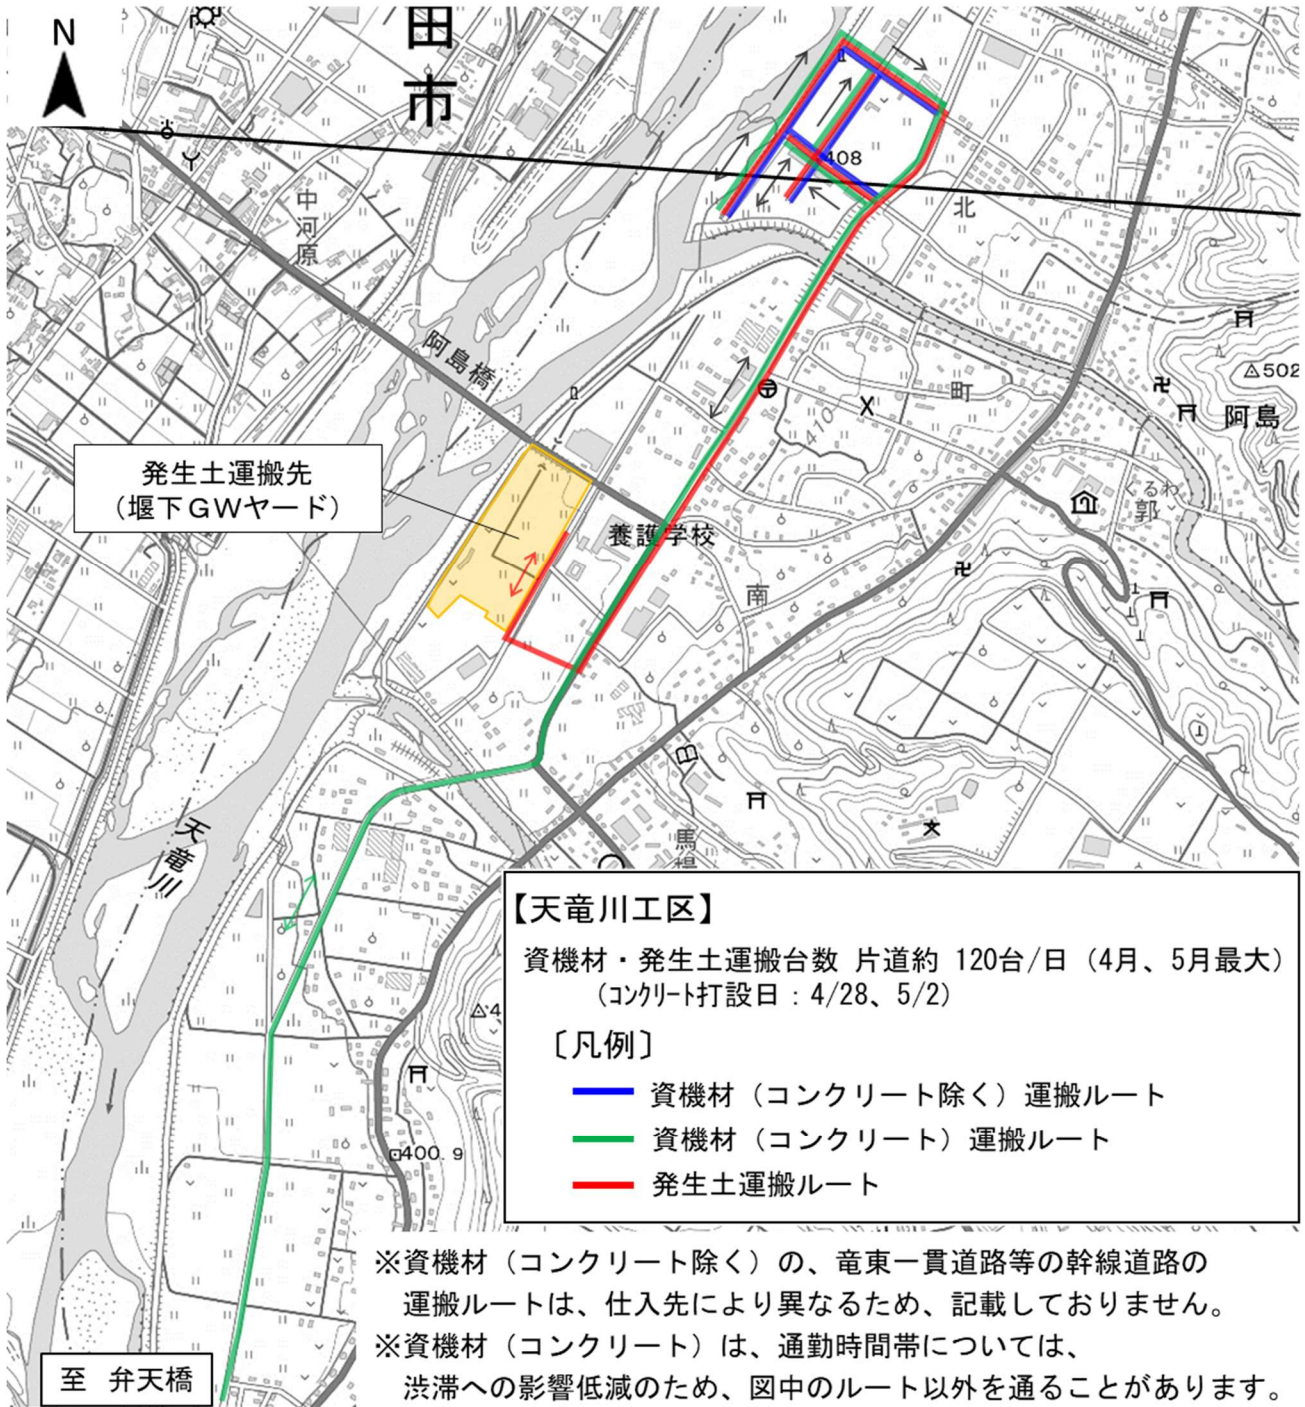 N
田
市
中河原
408
北
阿島橋
町
410
502
阿島
発生土運搬先
（堰下ＧＷヤード）
くるわ
郭
養護学校
南
天竜川
馬場
【天竜川工区】
資機材・発生土運搬台数 片道約 120台/日（4月、5月最大）
（ｺﾝｸﾘｰﾄ打設日：4/28、5/2）
〔凡例〕
資機材（コンクリート除く）運搬ルート
資機材（コンクリート）運搬ルート
発生土運搬ルート
400.9
※資機材（コンクリート除く）の、竜東一貫道路等の幹線道路の
運搬ルートは、仕入先により異なるため、記載しておりません。
※資機材（コンクリート）は、通勤時間帯については、
渋滞への影響低減のため、図中のルート以外を通ることがあります。
至 弁天橋